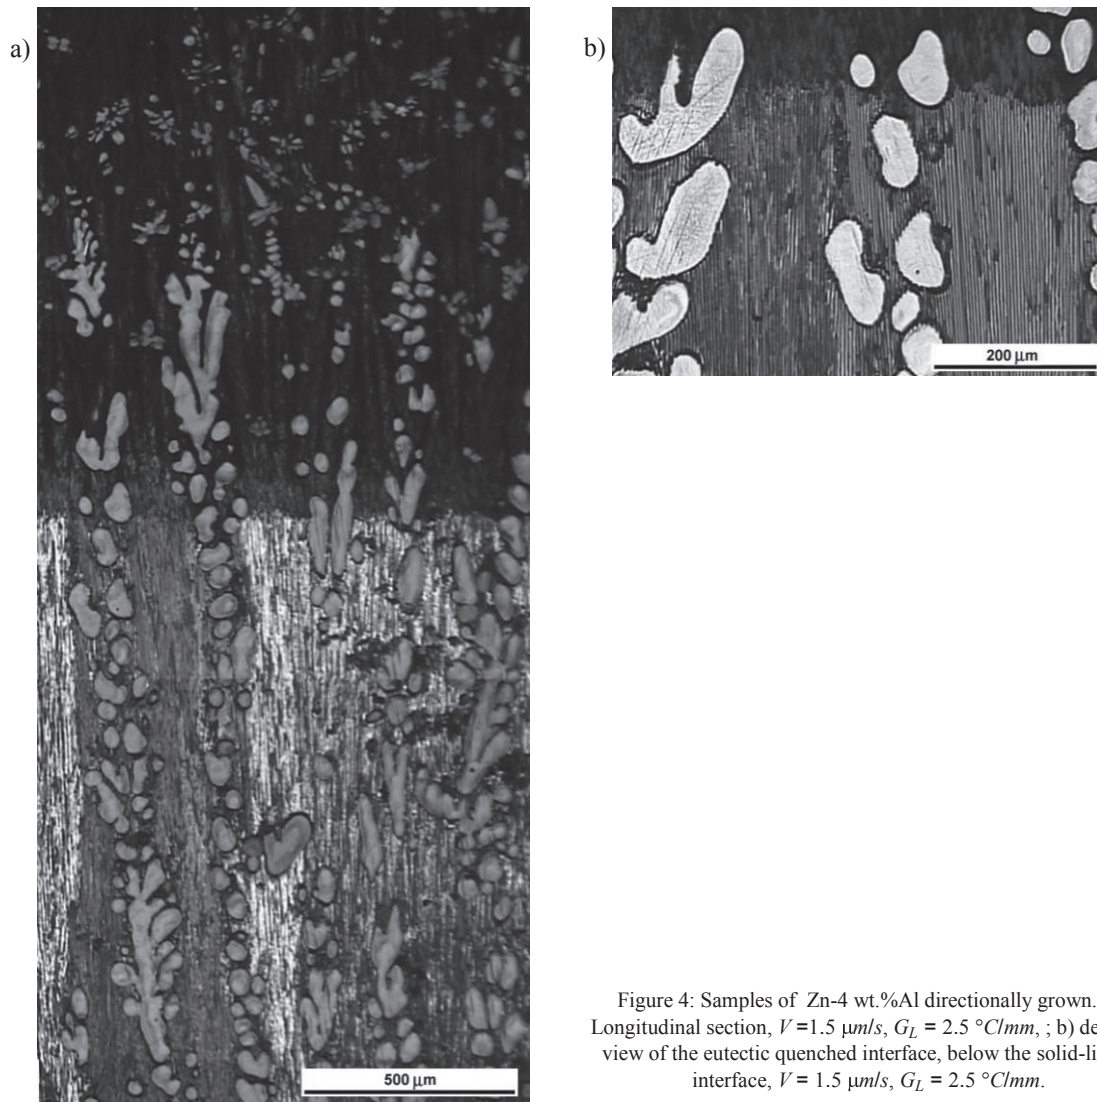 a)
b)
200 μm
500 μm
Figure 4: Samples of Zn-4 wt.%Al directionally grown.
Longitudinal section, V =1.5 μm/s, G_L = 2.5 °C/mm, ; b) de
view of the eutectic quenched interface, below the solid-li
interface, V = 1.5 μm/s, G_L = 2.5 °C/mm.